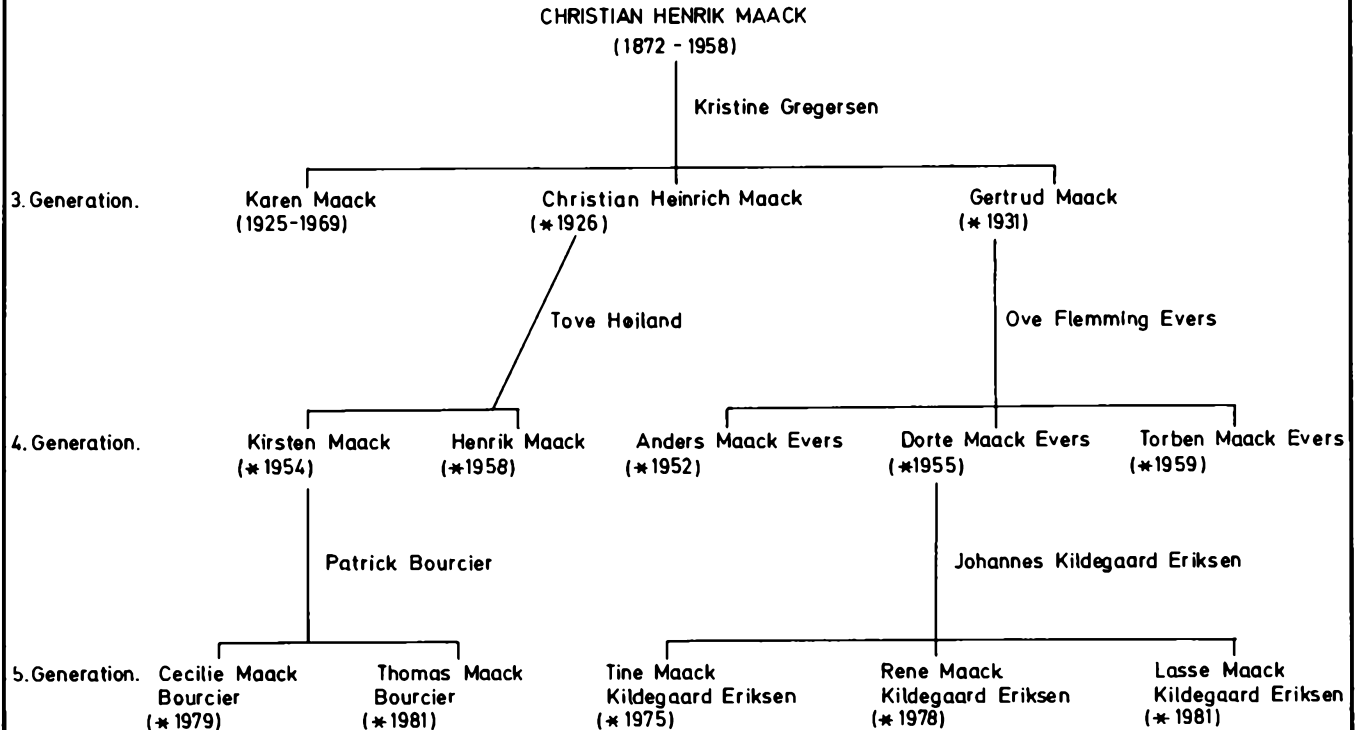 CHRISTIAN HENRIK MAACK
(1872 - 1958)
Kristine Gregersen
3. Generation.
Karen Maack
(1925-1969)
Christian Heinrich Maack
(*1926)
Gertrud Maack
(*1931)
Tove Høiland
Ove Flemming Evers
4. Generation.
Kirsten Maack
(*1954)
Henrik Maack
(*1958)
Anders Maack Evers
(*1952)
Dorte Maack Evers
(*1955)
Torben Maack Evers
(*1959)
Patrick Bourcier
Johannes Kildegaard Eriksen
5. Generation.
Cecilie Maack
Bourcier
(*1979)
Thomas Maack
Bourcier
(*1981)
Tine Maack
Kildegaard Eriksen
(*1975)
Rene Maack
Kildegaard Eriksen
(*1978)
Lasse Maack
Kildegaard Eriksen
(*1981)